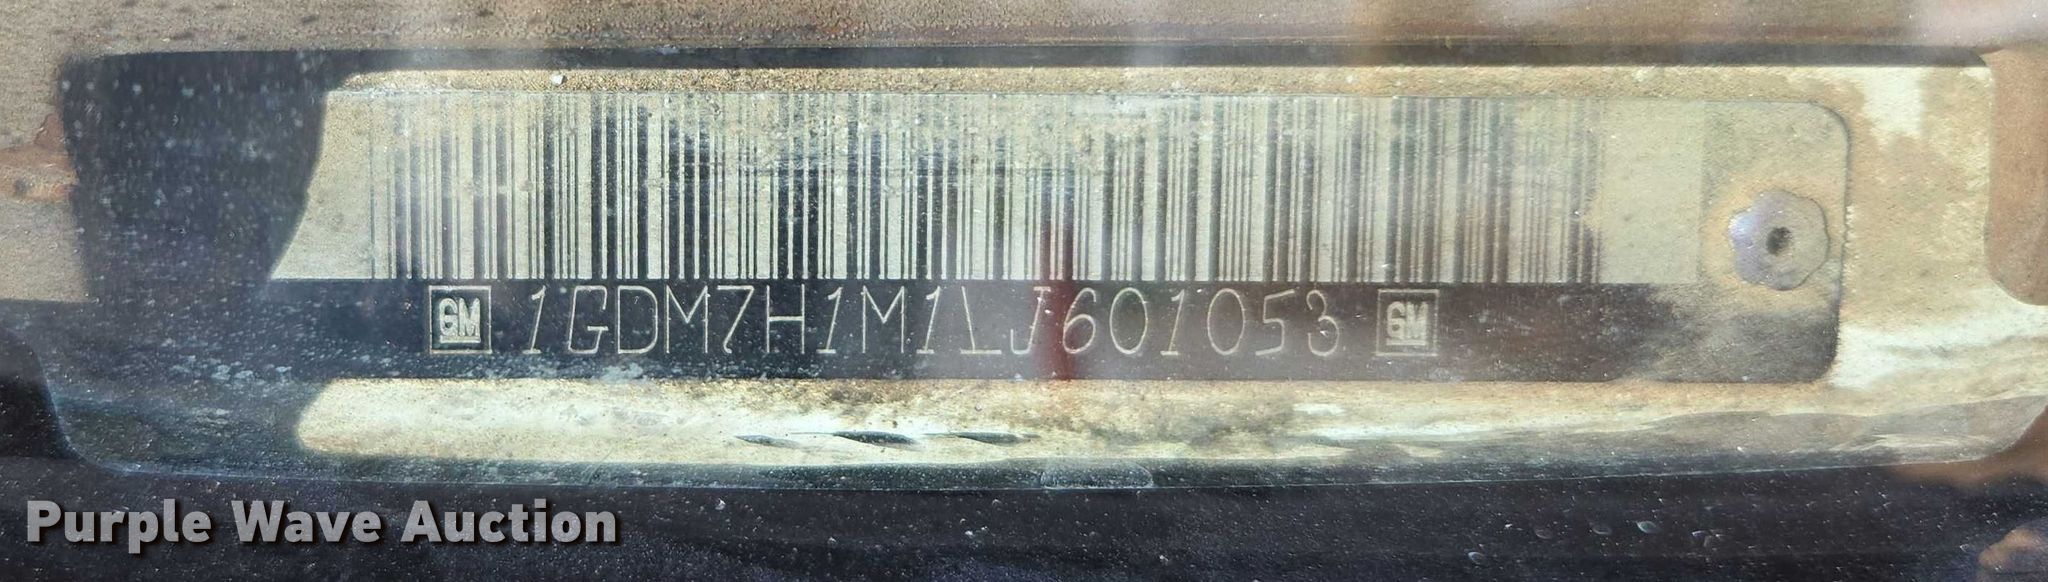 GM 1GDM7H1M1LJ601053 GM
Purple Wave Auction